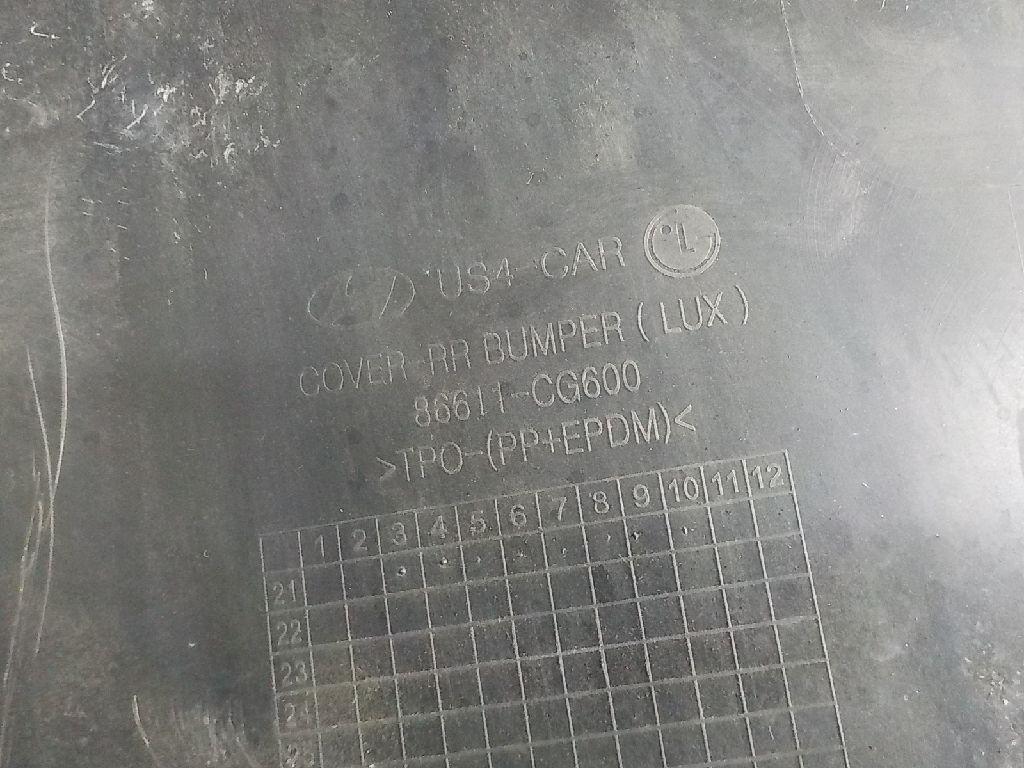 US4-CAR
COVER-RR BUMPER (LUX)
86611-CG600
>TPO-(PP+EPDM)<
1 2 3 4 5 6 7 8 9 10 11 12
21
22
23